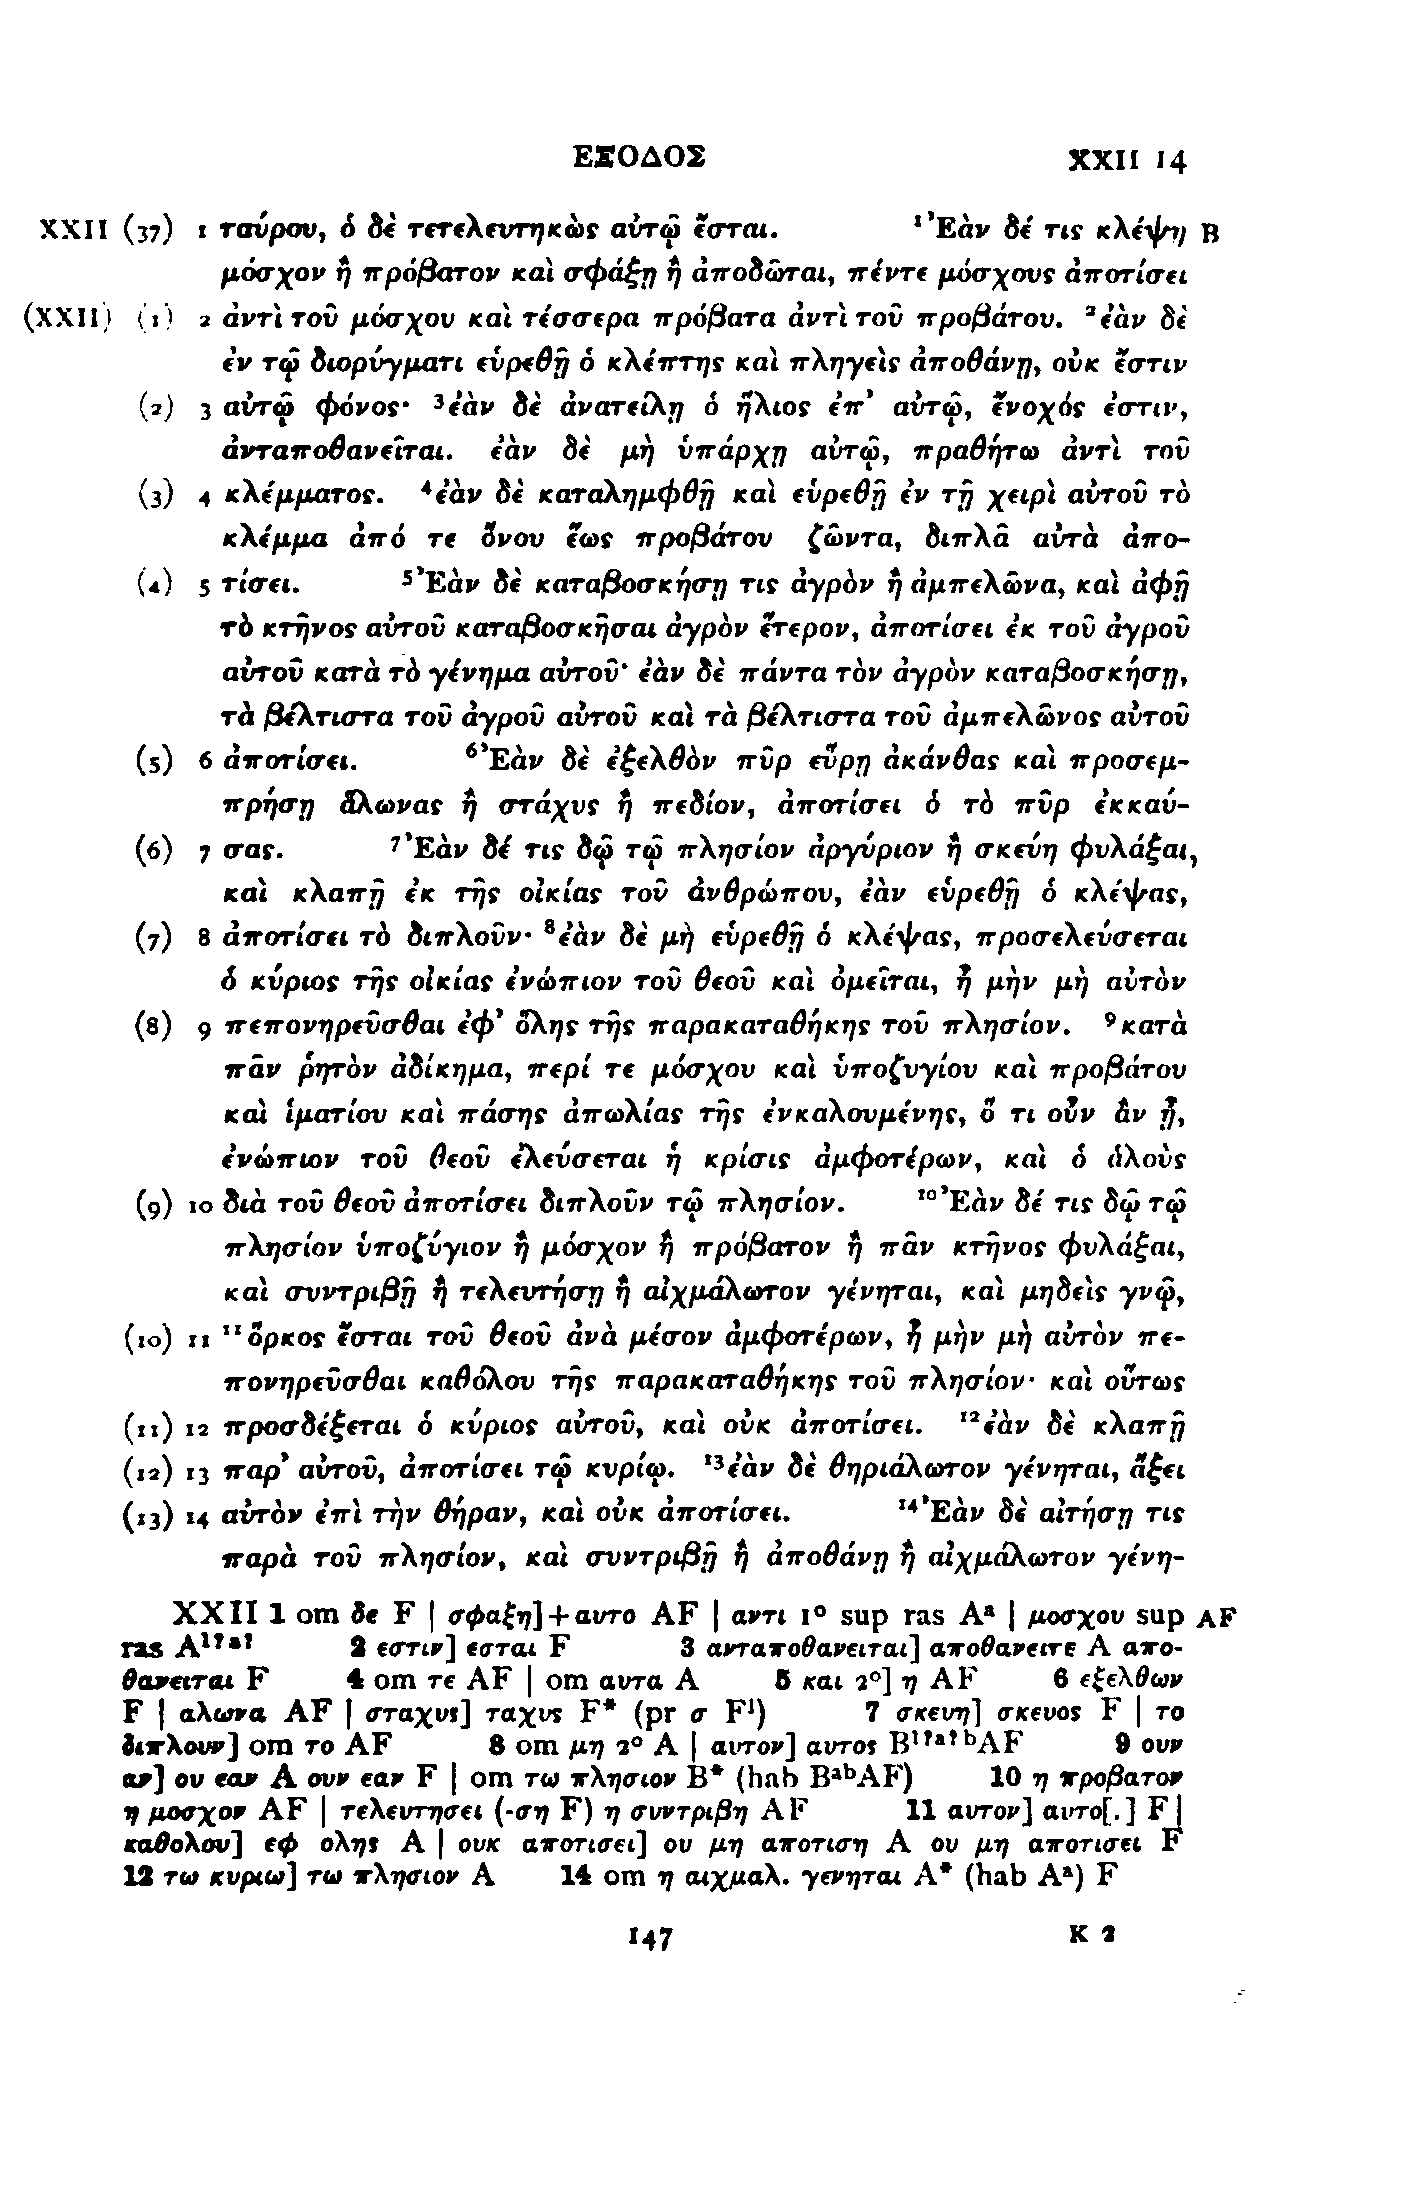 ΕΞΟΔΟΣ XXII 14
XXII (37) 1 ταύρου, ὁ δὲ τετελευτηκὼς αὐτῷ ἔσται. ¹Ἐὰν δέ τις κλέψῃ B
μόσχον ἢ πρόβατον καὶ σφάξῃ ἢ ἀποδῶται, πέντε μόσχους ἀποτίσει
(XXII) (1) 2 ἀντὶ τοῦ μόσχου καὶ τέσσερα πρόβατα ἀντὶ τοῦ προβάτου. ²ἐὰν δὲ
ἐν τῷ διορύγματι εὑρεθῇ ὁ κλέπτης καὶ πληγεὶς ἀποθάνῃ, οὐκ ἔστιν
(2) 3 αὐτῷ φόνος· ³ἐὰν δὲ ἀνατείλῃ ὁ ἥλιος ἐπ᾽ αὐτῷ, ἔνοχός ἐστιν,
ἀνταποθανεῖται. ἐὰν δὲ μὴ ὑπάρχῃ αὐτῷ, πραθήτω ἀντὶ τοῦ
(3) 4 κλέμματος. ⁴ἐὰν δὲ καταλημφθῇ καὶ εὑρεθῇ ἐν τῇ χειρὶ αὐτοῦ τὸ
κλέμμα ἀπό τε ὄνου ἕως προβάτου ζῶντα, διπλᾶ αὐτὰ ἀπο-
(4) 5 τίσει. ⁵Ἐὰν δὲ καταβοσκήσῃ τις ἀγρὸν ἢ ἀμπελῶνα, καὶ ἀφῇ
τὸ κτῆνος αὐτοῦ καταβοσκῆσαι ἀγρὸν ἕτερον, ἀποτίσει ἐκ τοῦ ἀγροῦ
αὐτοῦ κατὰ τὸ γένημα αὐτοῦ· ἐὰν δὲ πάντα τὸν ἀγρὸν καταβοσκήσῃ,
τὰ βέλτιστα τοῦ ἀγροῦ αὐτοῦ καὶ τὰ βέλτιστα τοῦ ἀμπελῶνος αὐτοῦ
(5) 6 ἀποτίσει. ⁶Ἐὰν δὲ ἐξελθὸν πῦρ εὕρῃ ἀκάνθας καὶ προσεμ-
πρήσῃ ἅλωνας ἢ στάχυς ἢ πεδίον, ἀποτίσει ὁ τὸ πῦρ ἐκκαύ-
(6) 7 σας. ⁷Ἐὰν δέ τις δῷ τῷ πλησίον ἀργύριον ἢ σκεύη φυλάξαι,
καὶ κλαπῇ ἐκ τῆς οἰκίας τοῦ ἀνθρώπου, ἐὰν εὑρεθῇ ὁ κλέψας,
(7) 8 ἀποτίσει τὸ διπλοῦν· ⁸ἐὰν δὲ μὴ εὑρεθῇ ὁ κλέψας, προσελεύσεται
ὁ κύριος τῆς οἰκίας ἐνώπιον τοῦ θεοῦ καὶ ὀμεῖται, ἦ μὴν μὴ αὐτὸν
(8) 9 πεπονηρεῦσθαι ἐφ᾽ ὅλης τῆς παρακαταθήκης τοῦ πλησίον. ⁹κατὰ
πᾶν ῥητὸν ἀδίκημα, περί τε μόσχου καὶ ὑποζυγίου καὶ προβάτου
καὶ ἱματίου καὶ πάσης ἀπωλίας τῆς ἐνκαλουμένης, ὅ τι οὖν ἂν ᾖ,
ἐνώπιον τοῦ θεοῦ ἐλεύσεται ἡ κρίσις ἀμφοτέρων, καὶ ὁ ἁλοὺς
(9) 10 διὰ τοῦ θεοῦ ἀποτίσει διπλοῦν τῷ πλησίον. ¹⁰Ἐὰν δέ τις δῷ τῷ
πλησίον ὑποζύγιον ἢ μόσχον ἢ πρόβατον ἢ πᾶν κτῆνος φυλάξαι,
καὶ συντριβῇ ἢ τελευτήσῃ ἢ αἰχμάλωτον γένηται, καὶ μηδεὶς γνῷ,
(10) 11 ¹¹ὅρκος ἔσται τοῦ θεοῦ ἀνὰ μέσον ἀμφοτέρων, ἦ μὴν μὴ αὐτὸν πε-
πονηρεῦσθαι καθόλου τῆς παρακαταθήκης τοῦ πλησίον· καὶ οὕτως
(11) 12 προσδέξεται ὁ κύριος αὐτοῦ, καὶ οὐκ ἀποτίσει. ¹²ἐὰν δὲ κλαπῇ
(12) 13 παρ᾽ αὐτοῦ, ἀποτίσει τῷ κυρίῳ. ¹³ἐὰν δὲ θηριάλωτον γένηται, ἄξει
(13) 14 αὐτὸν ἐπὶ τὴν θήραν, καὶ οὐκ ἀποτίσει. ¹⁴Ἐὰν δὲ αἰτήσῃ τις
παρὰ τοῦ πλησίον, καὶ συντριβῇ ἢ ἀποθάνῃ ἢ αἰχμάλωτον γένη-
XXII 1 om δε F | σφαξη]+αυτο AF | αντι 1° sup ras Aᵃ | μοσχου sup AF
ras A¹ˀᵃˀ 2 εστιν] εσται F 3 ανταποθανειται] αποθανειτε A απο-
θανειται F 4 om τε AF | om αυτα A 5 και 2°] η AF 6 εξελθων
F | αλωνα AF | σταχυς] ταχυς F* (pr σ F¹) 7 σκευη] σκευος F | το
διπλουν] om το AF 8 om μη 2° A | αυτον] αυτος B¹ˀᵃˀᵇAF 9 ουν
αν] ου εαν A ουν εαν F | om τω πλησιον B* (hab BᵃᵇAF) 10 η προβατον
η μοσχον AF | τελευτησει (-ση F) η συντριβη AF 11 αυτον] αυτο[.] F |
καθολου] εφ ολης A | ουκ αποτισει] ου μη αποτιση A ου μη αποτισει F
12 τω κυριω] τω πλησιον A 14 om η αιχμαλ. γενηται A* (hab Aᵃ) F
147 K 2